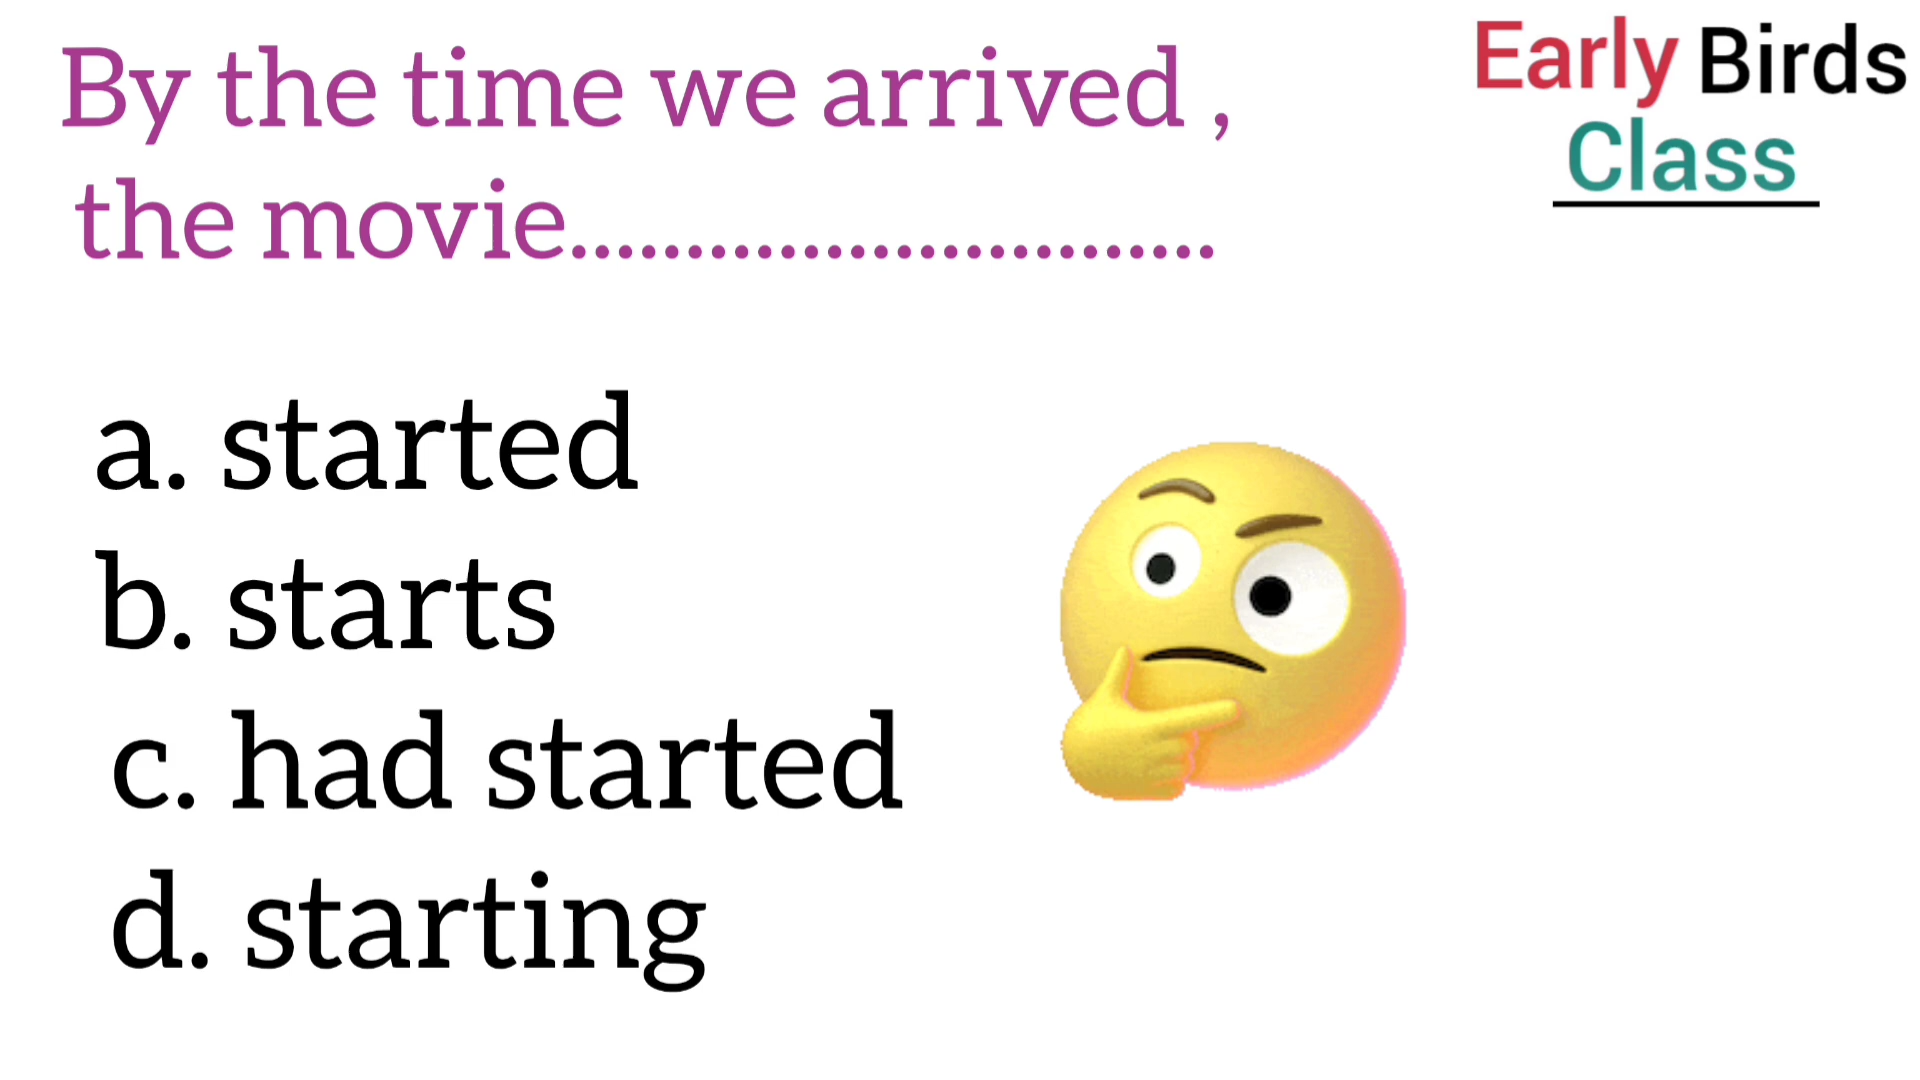 By the time we arrived ,
the movie............................
a. started
b. starts
c. had started
d. starting
Early Birds
Class